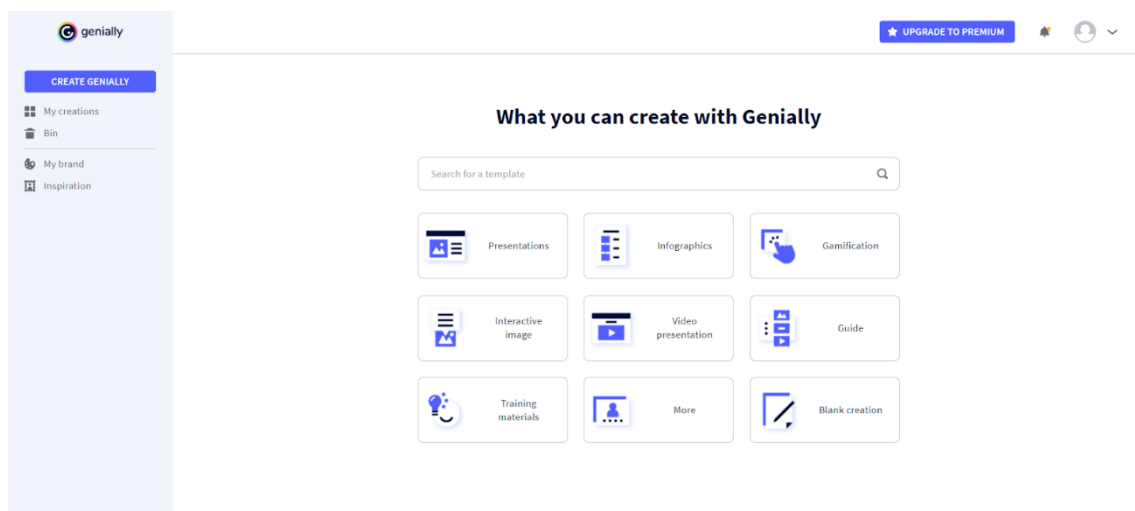 genially
UPGRADE TO PREMIUM
CREATE GENIALLY
My creations
Bin
My brand
Inspiration
What you can create with Genially
Search for a template
Presentations
Infographics
Gamification
Interactive
image
Video
presentation
Guide
Training
materials
More
Blank creation